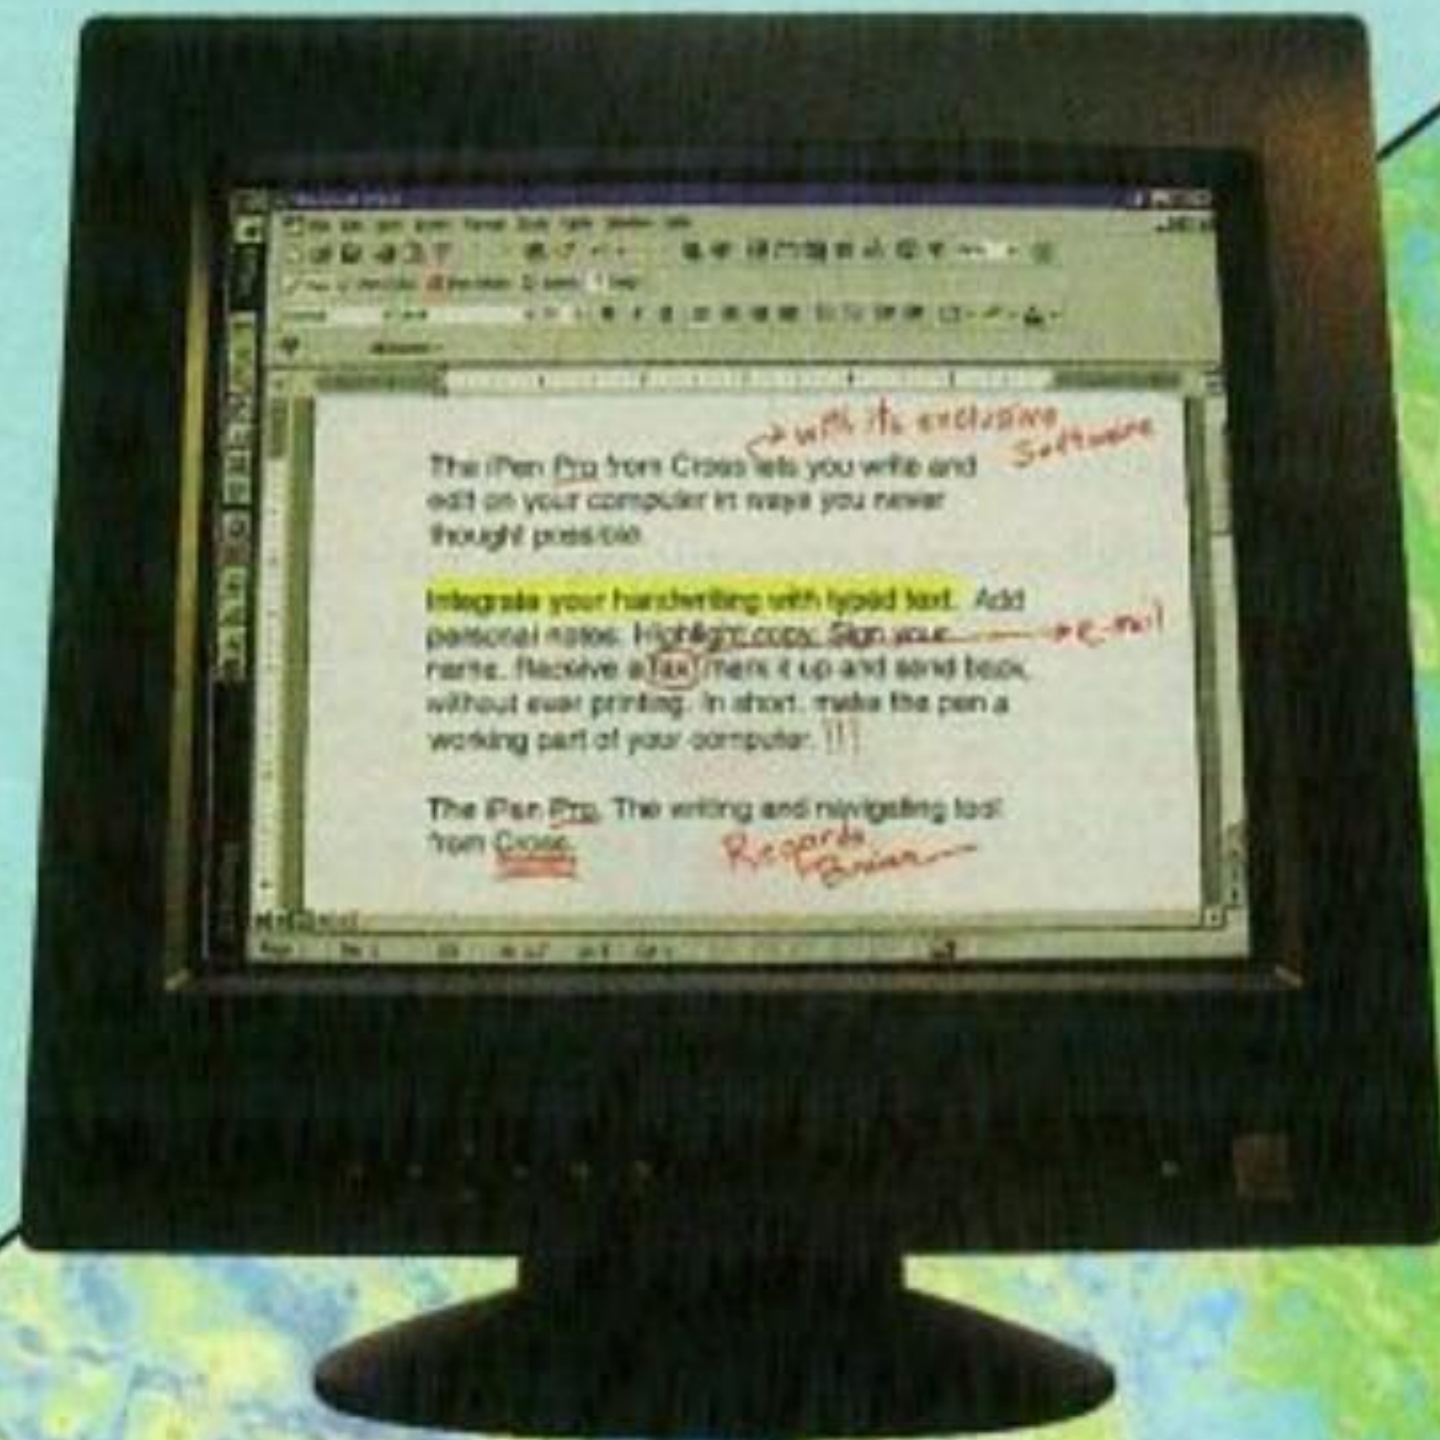 with its exclusive
Software
The iPen Pro from Cross lets you write and
edit on your computer in ways you never
thought possible.
Integrate your handwriting with typed text. Add
personal notes. Highlight copy. Sign your
e-mail
name. Receive a fax, mark it up and send back,
without ever printing. In short, make the pen a
working part of your computer. !!!
The iPen Pro. The writing and navigating tool
from Cross.
Regards
Brian